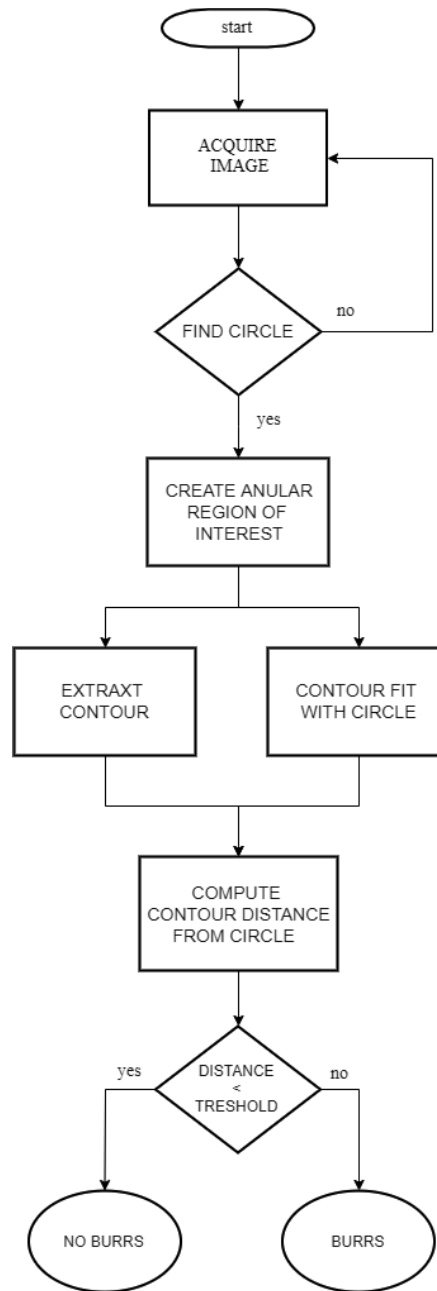 start
ACQUIRE
IMAGE
FIND CIRCLE
no
yes
CREATE ANULAR
REGION OF
INTEREST
EXTRAXT
CONTOUR
CONTOUR FIT
WITH CIRCLE
COMPUTE
CONTOUR DISTANCE
FROM CIRCLE
yes
DISTANCE
<
TRESHOLD
no
NO BURRS
BURRS